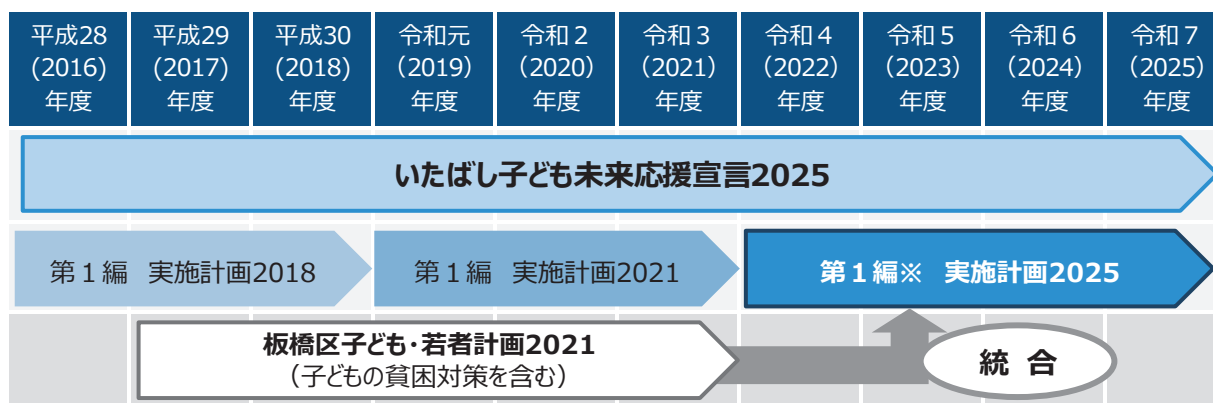 平成28
(2016)
年度
平成29
(2017)
年度
平成30
(2018)
年度
令和元
(2019)
年度
令和２
(2020)
年度
令和３
(2021)
年度
令和４
(2022)
年度
令和５
(2023)
年度
令和６
(2024)
年度
令和７
(2025)
年度
いたばし子ども未来応援宣言2025
第１編　実施計画2018
第１編　実施計画2021
第１編※　実施計画2025
板橋区子ども・若者計画2021
（子どもの貧困対策を含む）
統 合